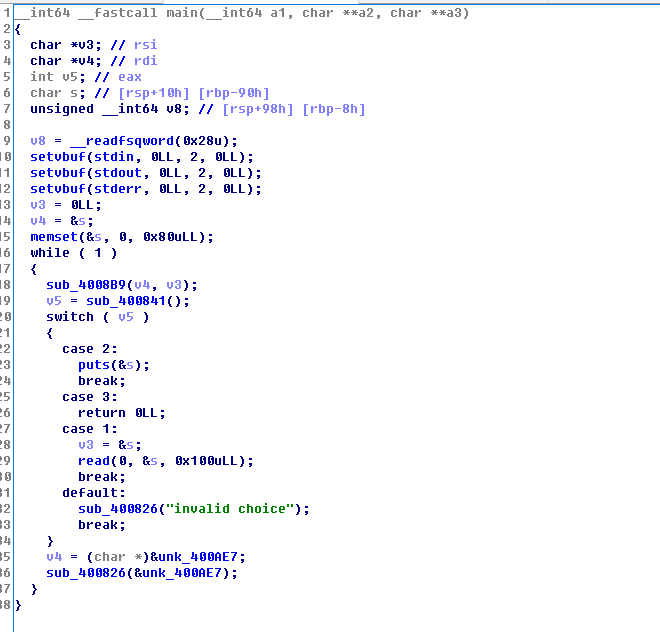 1 __int64 __fastcall main(__int64 a1, char **a2, char **a3)
2 {
3 char *v3; // rsi
4 char *v4; // rdi
5 int v5; // eax
6 char s; // [rsp+10h] [rbp-90h]
7 unsigned __int64 v8; // [rsp+98h] [rbp-8h]
8
9 v8 = __readfsqword(0x28u);
10 setvbuf(stdin, 0LL, 2, 0LL);
11 setvbuf(stdout, 0LL, 2, 0LL);
12 setvbuf(stderr, 0LL, 2, 0LL);
13 v3 = 0LL;
14 v4 = &s;
15 memset(&s, 0, 0x80uLL);
16 while ( 1 )
17 {
18 sub_4008B9(v4, v3);
19 v5 = sub_400841();
20 switch ( v5 )
21 {
22 case 2:
23 puts(&s);
24 break;
25 case 3:
26 return 0LL;
27 case 1:
28 v3 = &s;
29 read(0, &s, 0x100uLL);
30 break;
31 default:
32 sub_400826("invalid choice");
33 break;
34 }
35 v4 = (char *)&unk_400AE7;
36 sub_400826(&unk_400AE7);
37 }
38 }